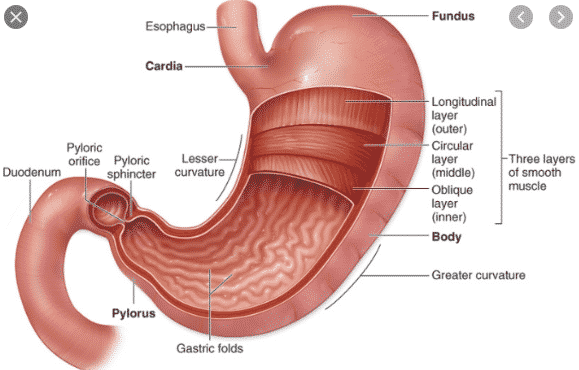 Esophagus
Fundus
Cardia
Longitudinal
layer
(outer)
Circular
layer
(middle)
Oblique
layer
(inner)
Three layers
of smooth
muscle
Pyloric
orifice
Pyloric
sphincter
Duodenum
Lesser
curvature
Body
Greater curvature
Pylorus
Gastric folds